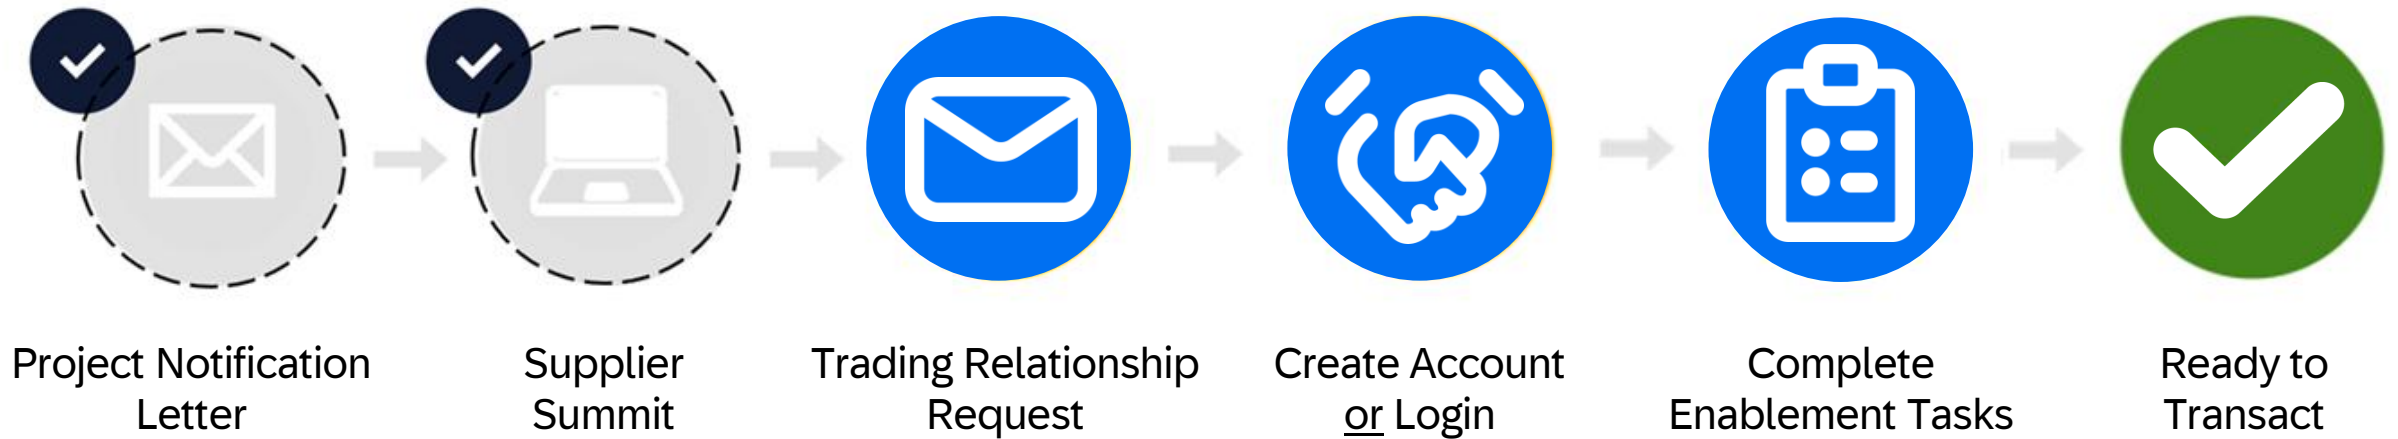 Project Notification
Letter
Supplier
Summit
Trading Relationship
Request
Create Account
or Login
Complete
Enablement Tasks
Ready to
Transact